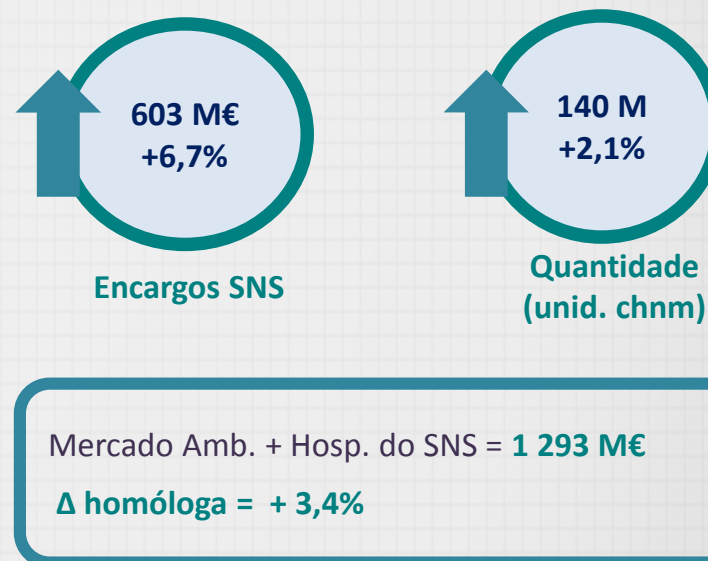 603 M€
+6,7%
Encargos SNS
140 M
+2,1%
Quantidade
(unid. chnm)
Mercado Amb. + Hosp. do SNS = 1 293 M€
Δ homóloga = + 3,4%